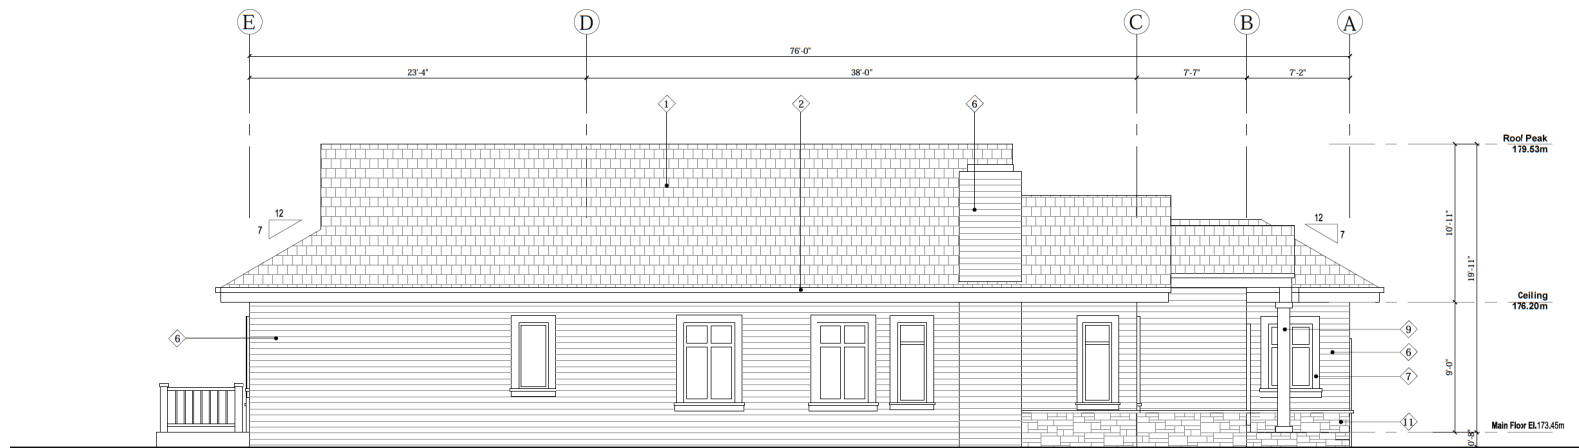 E
D
C
B
A
76'-0"
23'-4"
38'-0"
7'-7"
7'-2"
1
2
6
Roof Peak
179.53m
12
7
12
7
10'-11"
19'-11"
Ceiling
176.20m
6
9
6
9'-0"
7
11
Main Floor El.173.45m
0'-8"